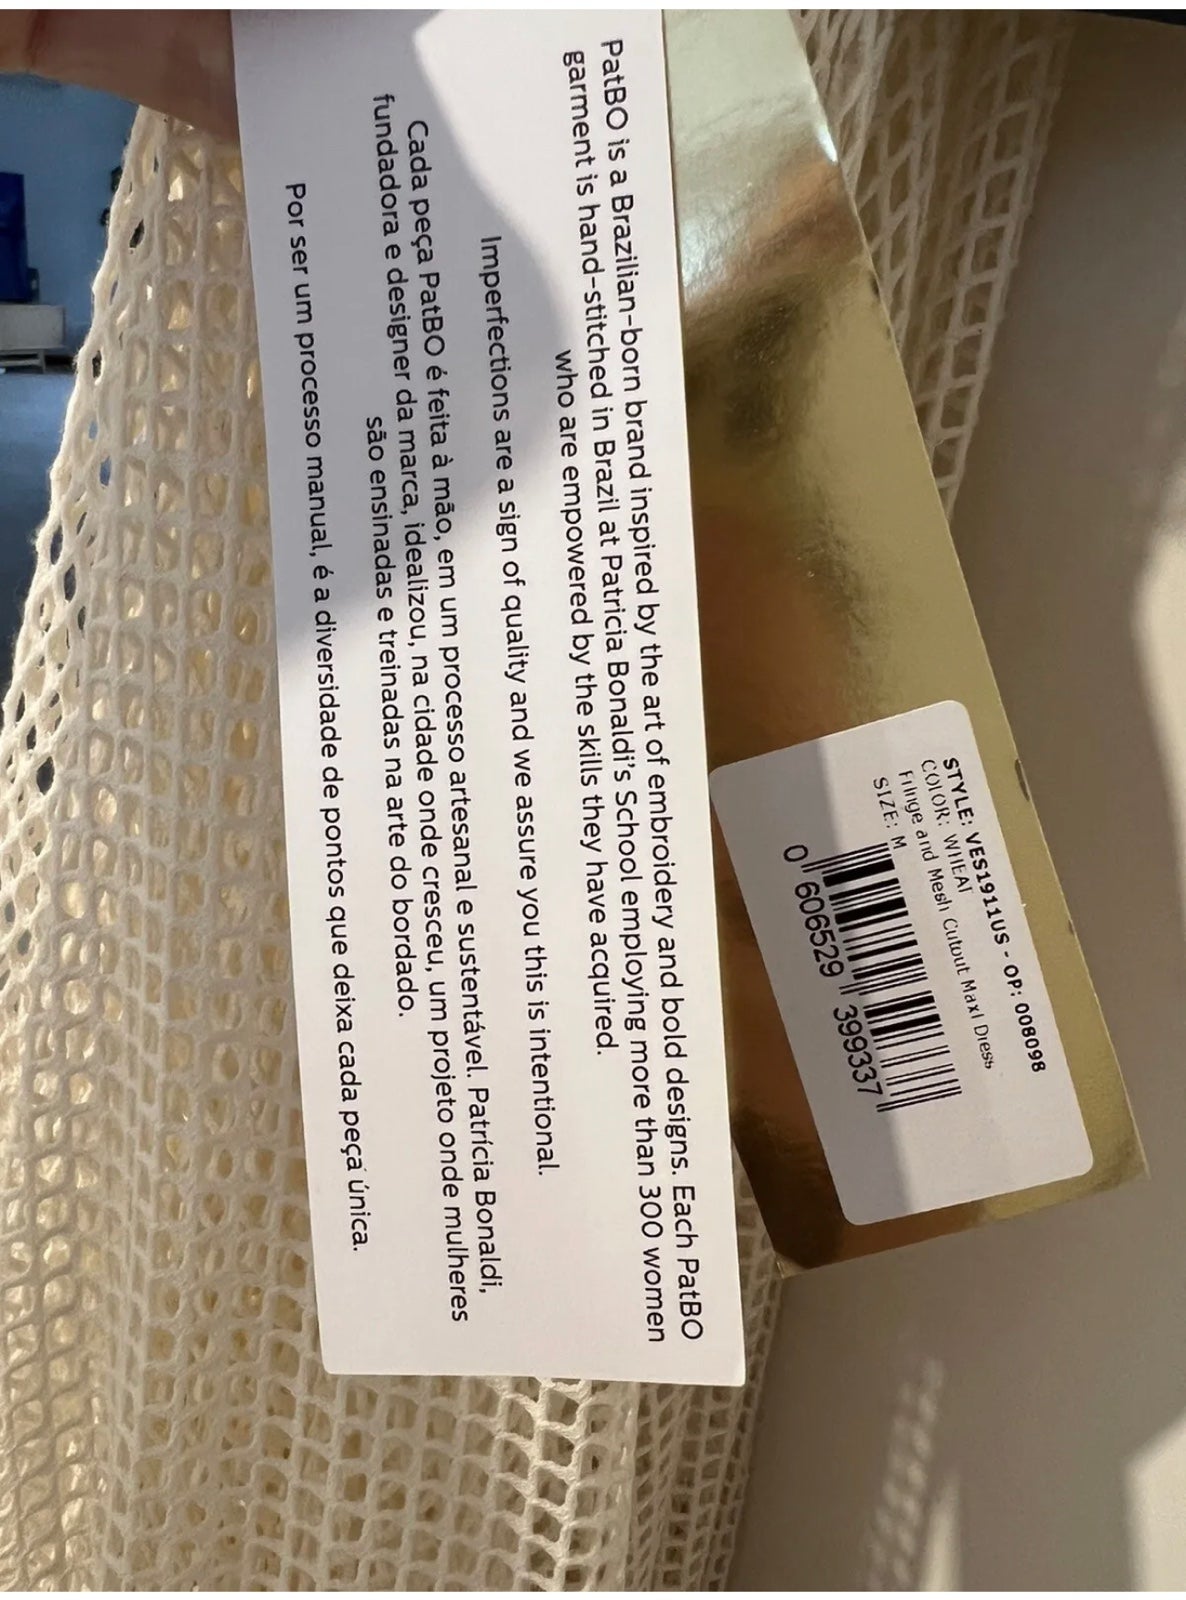 PatBO is a Brazilian-born brand inspired by the art of embroidery and bold designs. Each PatBO
garment is hand-stitched in Brazil at Patricia Bonaldi's School employing more than 300 women
who are empowered by the skills they have acquired.
Imperfections are a sign of quality and we assure you this is intentional.
Cada peça PatBO é feita à mão, em um processo artesanal e sustentável. Patrícia Bonaldi,
fundadora e designer da marca, idealizou, na cidade onde cresceu, um projeto onde mulheres
são ensinadas e treinadas na arte do bordado.
Por ser um processo manual, é a diversidade de pontos que deixa cada peça única.
STYLE: VES1911US - OP: 008098
COLOR: WHEAT
Fringe and Mesh Cutout Maxi Dress
SIZE: M
0 606529 399337